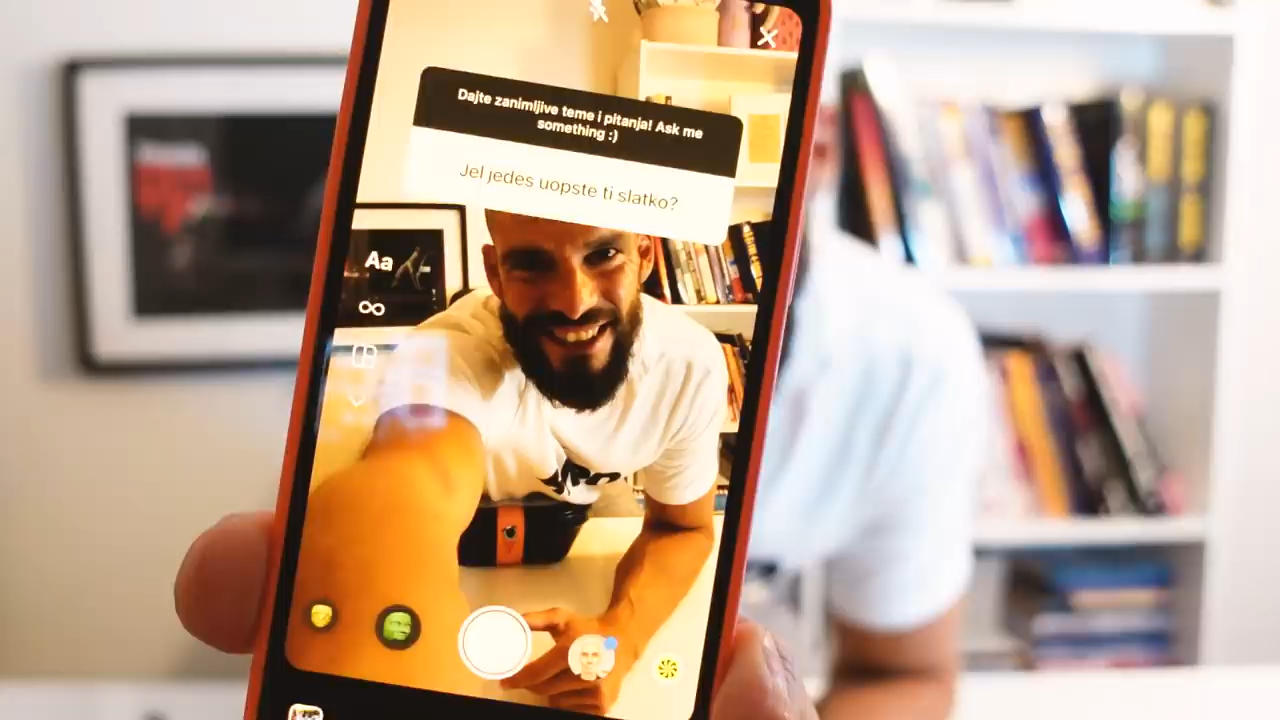 Dajte zanimljive teme i pitanja! Ask me
something :)
Jel jedes uopste ti slatko?
Aa